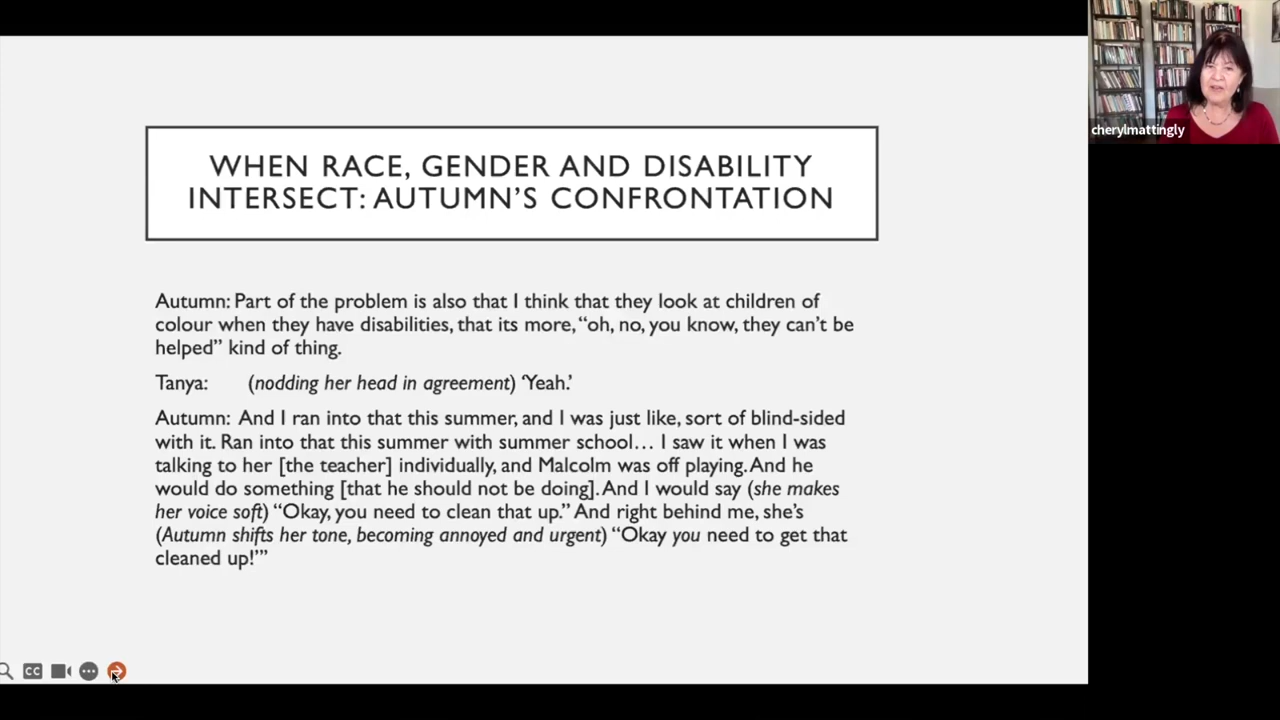 cherylmattingly
WHEN RACE, GENDER AND DISABILITY
INTERSECT: AUTUMN’S CONFRONTATION
Autumn: Part of the problem is also that I think that they look at children of
colour when they have disabilities, that its more, “oh, no, you know, they can’t be
helped” kind of thing.
Tanya: (nodding her head in agreement) ‘Yeah.’
Autumn: And I ran into that this summer, and I was just like, sort of blind-sided
with it. Ran into that this summer with summer school… I saw it when I was
talking to her [the teacher] individually, and Malcolm was off playing. And he
would do something [that he should not be doing]. And I would say (she makes
her voice soft) “Okay, you need to clean that up.” And right behind me, she’s
(Autumn shifts her tone, becoming annoyed and urgent) “Okay you need to get that
cleaned up!’”
CC